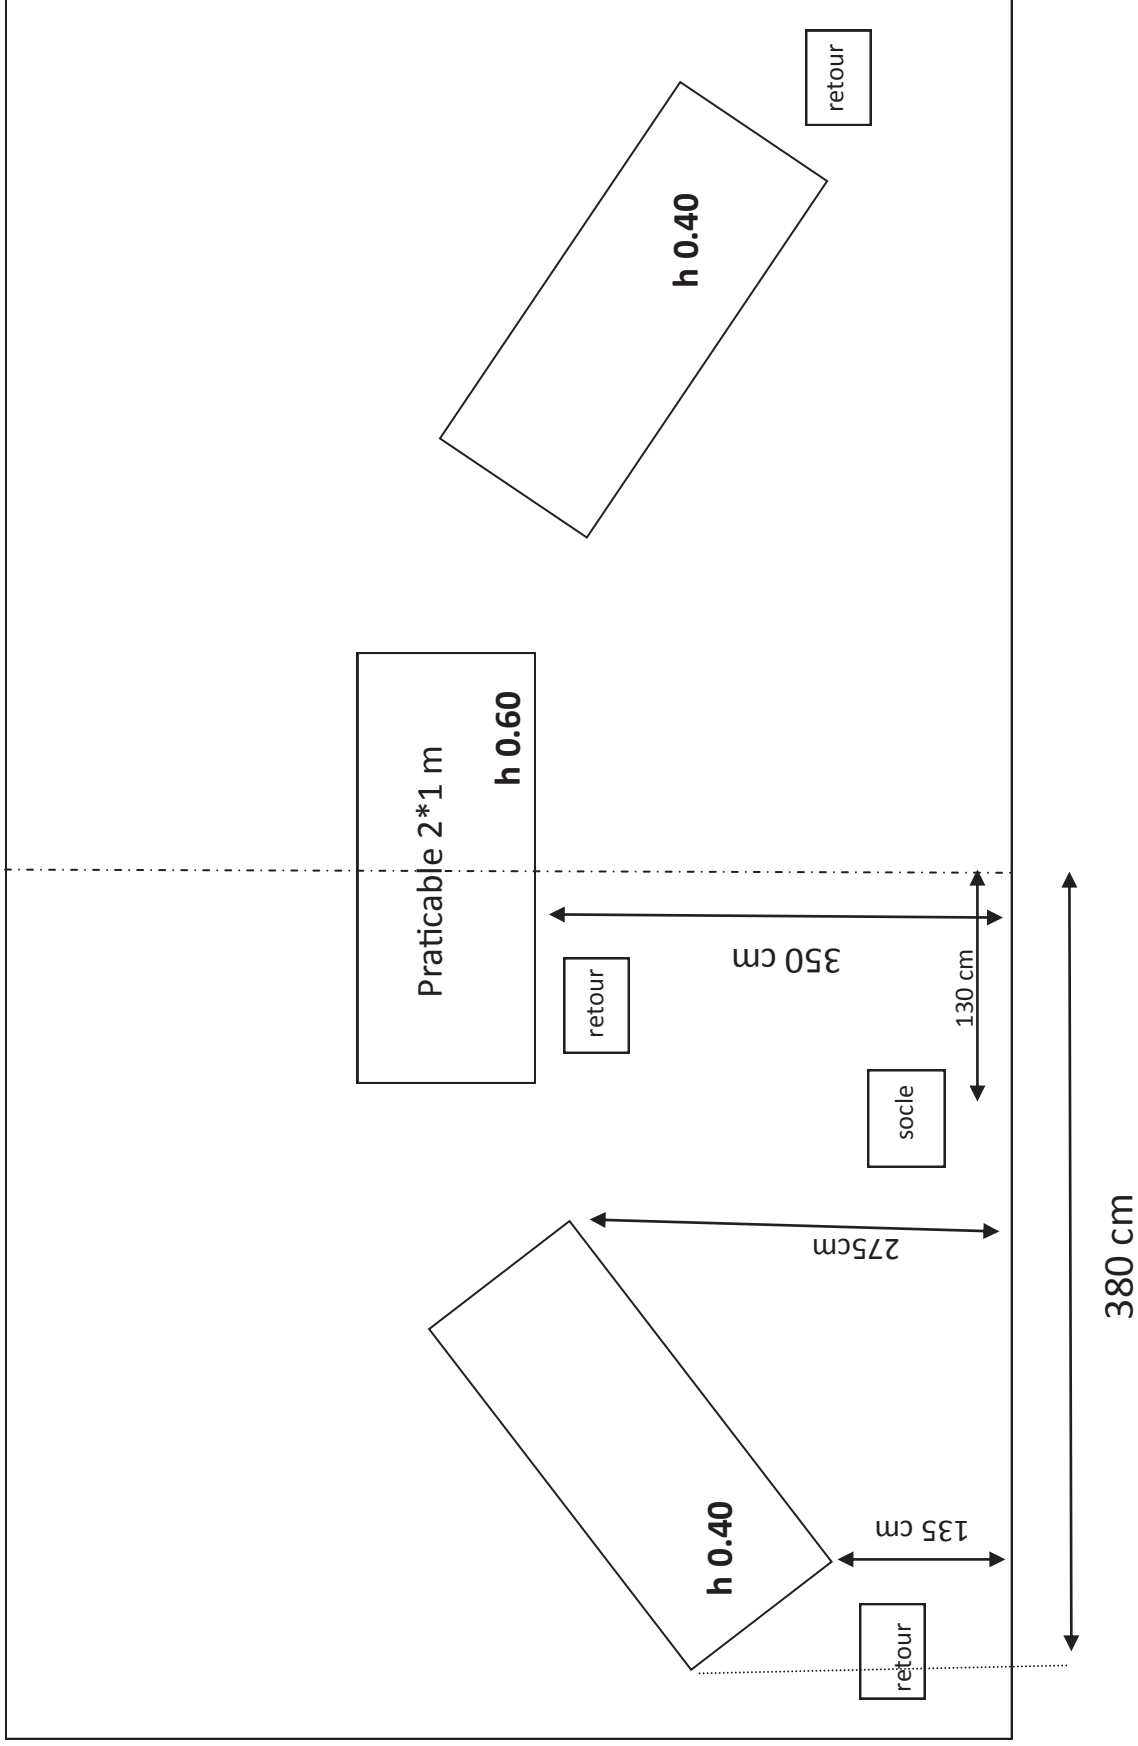 retour
h 0.40
Praticable 2*1 m
h 0.60
retour
350 cm
130 cm
socle
275cm
h 0.40
135 cm
retour
380 cm